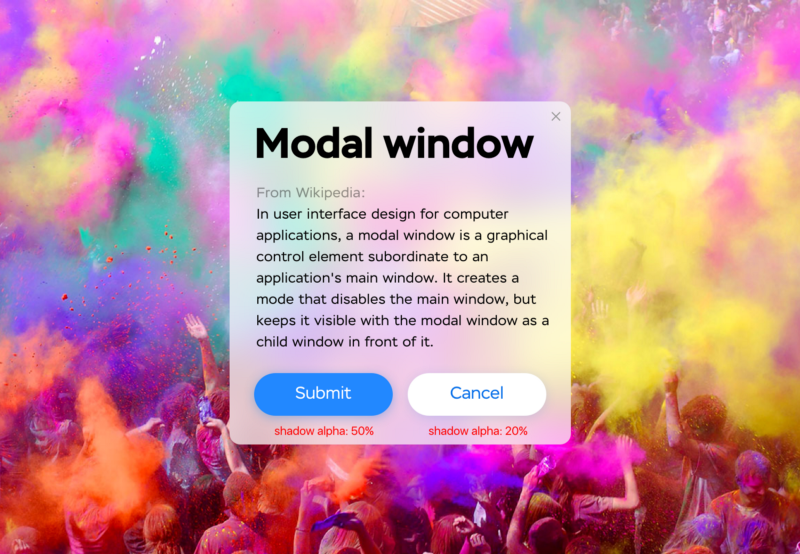 Modal window
From Wikipedia:
In user interface design for computer
applications, a modal window is a graphical
control element subordinate to an
application's main window. It creates a
mode that disables the main window, but
keeps it visible with the modal window as a
child window in front of it.
Submit
Cancel
shadow alpha: 50%
shadow alpha: 20%